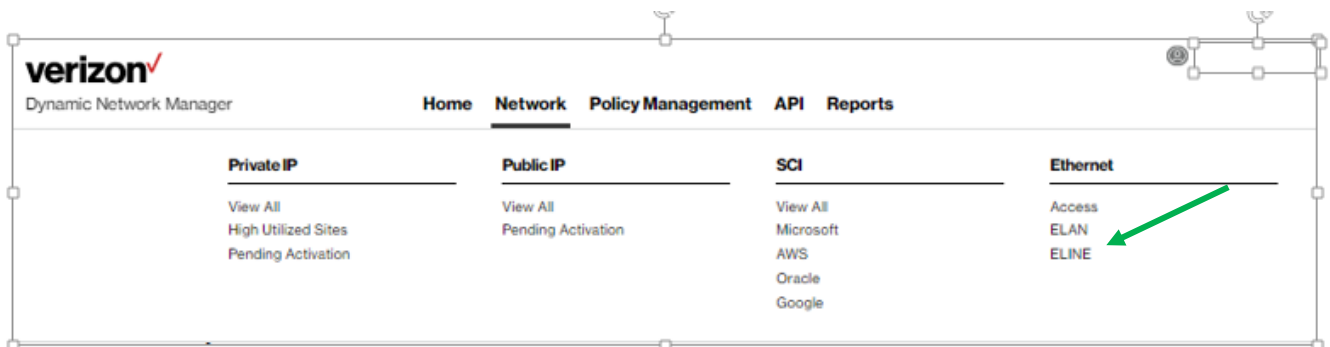 verizon✓
Dynamic Network Manager
Home Network Policy Management API Reports
Private IP
View All
High Utilized Sites
Pending Activation
Public IP
View All
Pending Activation
SCI
View All
Microsoft
AWS
Oracle
Google
Ethernet
Access
ELAN
ELINE